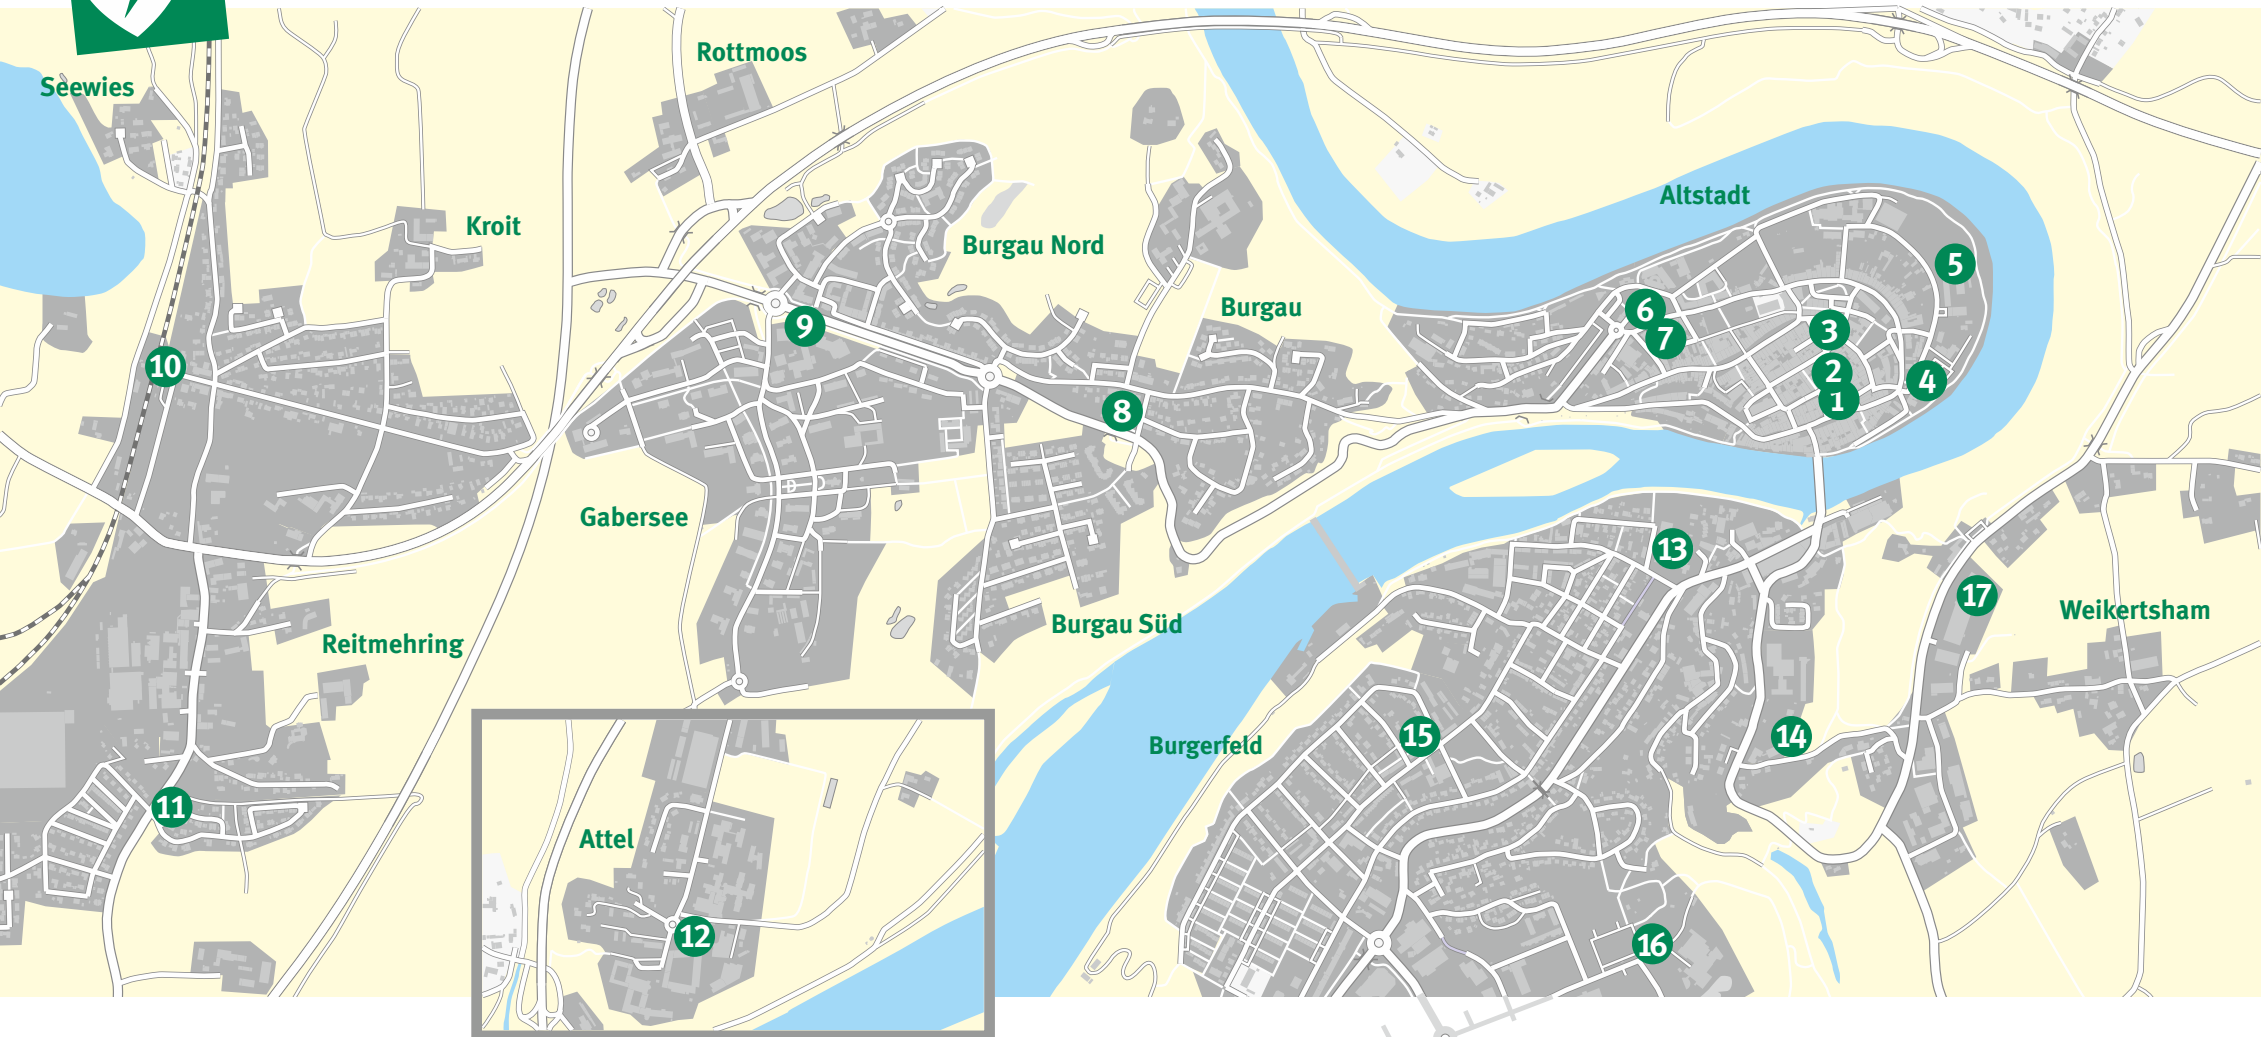 Rottmoos
Seewies
Altstadt
Kroit
Burgau Nord
5
Burgau
6
9
3
7
10
2
4
1
8
Gabersee
13
17
Weikertsham
Burgau Süd
Reitmehring
15
14
Burgerfeld
11
Attel
12
16